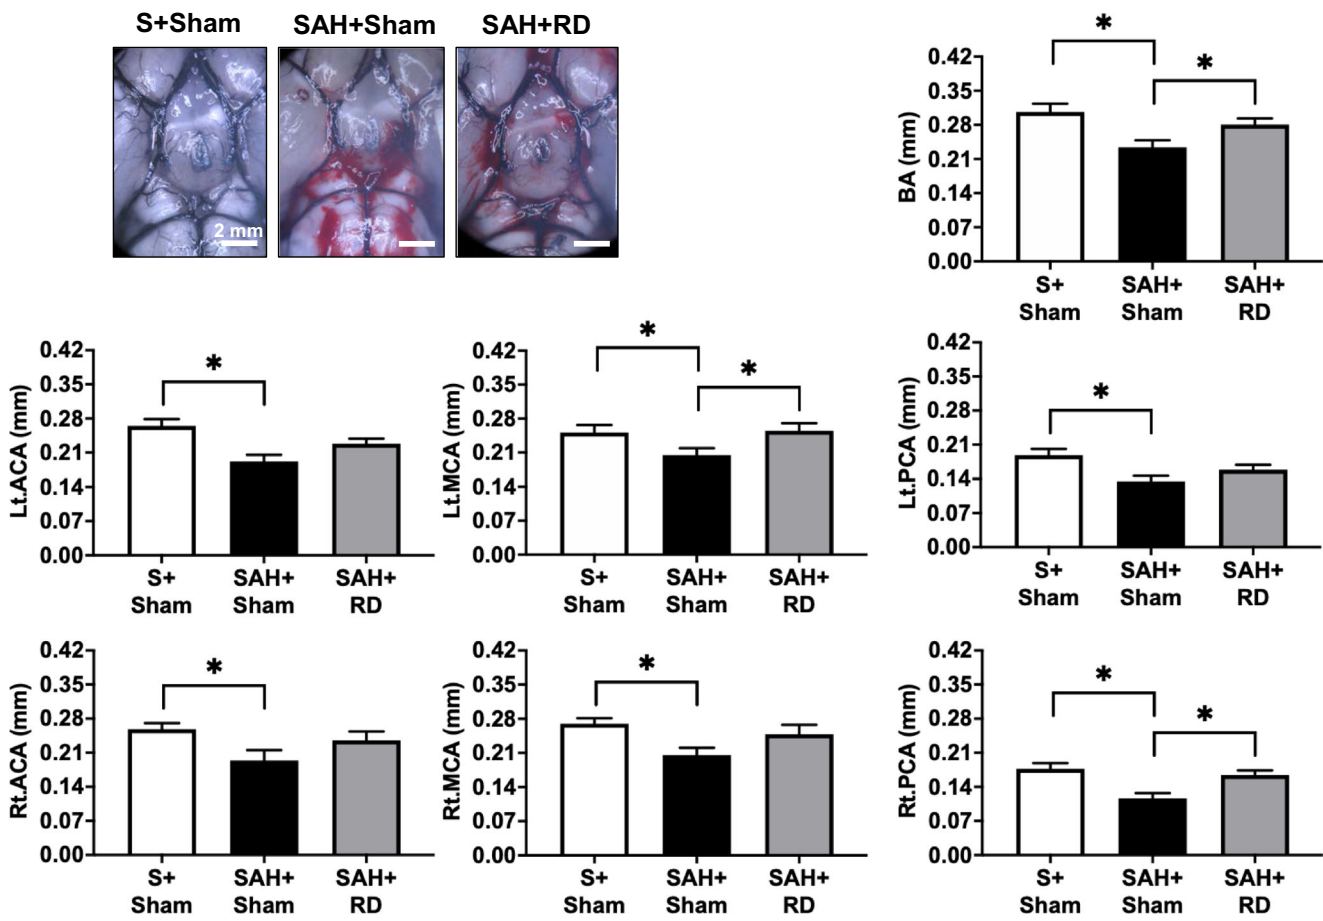 S+Sham SAH+Sham SAH+RD
2 mm
BA (mm)
0.42
0.35
0.28
0.21
0.14
0.07
0.00
* *
S+ SAH+ SAH+
Sham Sham RD
Lt.ACA (mm)
0.42
0.35
0.28
0.21
0.14
0.07
0.00
*
S+ SAH+ SAH+
Sham Sham RD
Lt.MCA (mm)
0.42
0.35
0.28
0.21
0.14
0.07
0.00
* *
S+ SAH+ SAH+
Sham Sham RD
Lt.PCA (mm)
0.42
0.35
0.28
0.21
0.14
0.07
0.00
*
S+ SAH+ SAH+
Sham Sham RD
Rt.ACA (mm)
0.42
0.35
0.28
0.21
0.14
0.07
0.00
*
S+ SAH+ SAH+
Sham Sham RD
Rt.MCA (mm)
0.42
0.35
0.28
0.21
0.14
0.07
0.00
*
S+ SAH+ SAH+
Sham Sham RD
Rt.PCA (mm)
0.42
0.35
0.28
0.21
0.14
0.07
0.00
* *
S+ SAH+ SAH+
Sham Sham RD